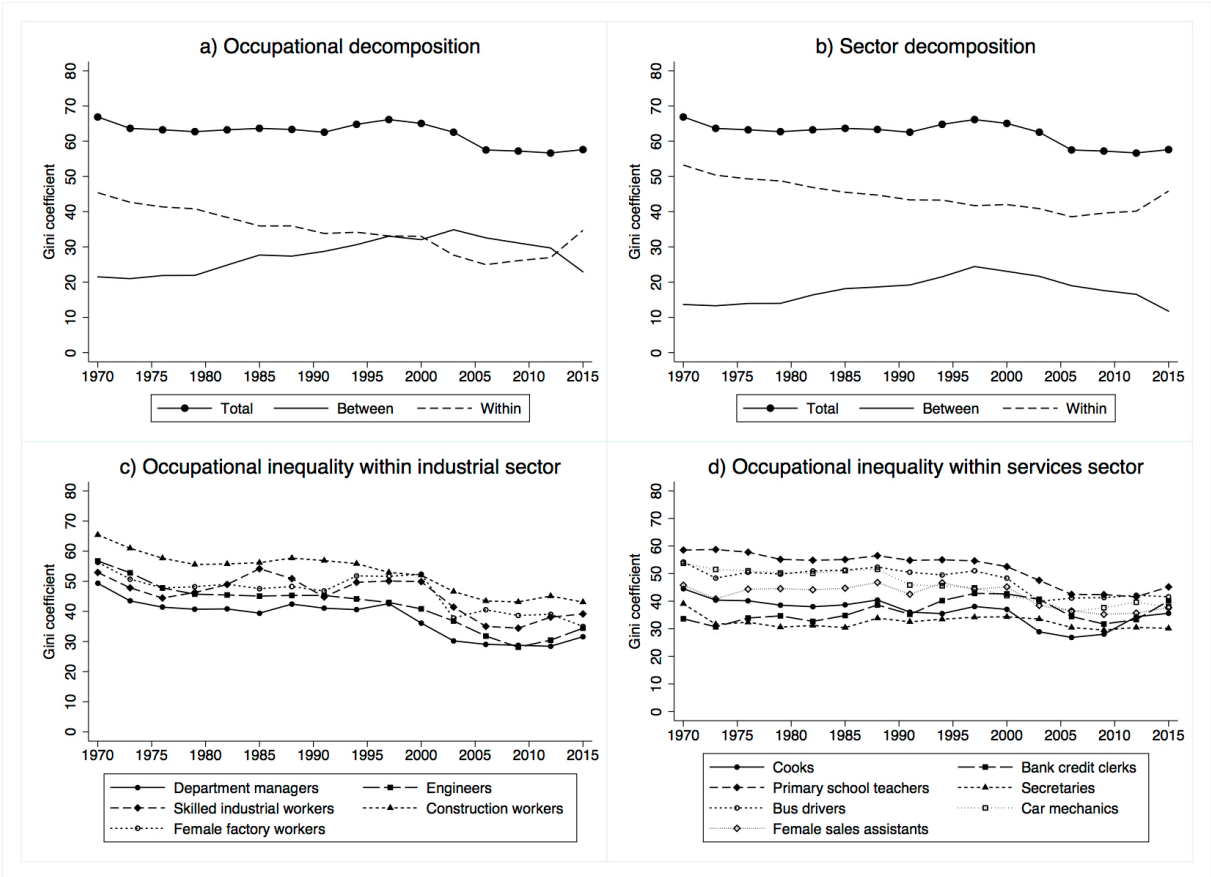 a) Occupational decomposition
Gini coefficient
80
70
60
50
40
30
20
10
0
1970 1975 1980 1985 1990 1995 2000 2005 2010 2015
Total Between Within
b) Sector decomposition
Gini coefficient
80
70
60
50
40
30
20
10
0
1970 1975 1980 1985 1990 1995 2000 2005 2010 2015
Total Between Within
c) Occupational inequality within industrial sector
Gini coefficient
80
70
60
50
40
30
20
10
0
1970 1975 1980 1985 1990 1995 2000 2005 2010 2015
Department managers Engineers
Skilled industrial workers Construction workers
Female factory workers
d) Occupational inequality within services sector
Gini coefficient
80
70
60
50
40
30
20
10
0
1970 1975 1980 1985 1990 1995 2000 2005 2010 2015
Cooks Bank credit clerks
Primary school teachers Secretaries
Bus drivers Car mechanics
Female sales assistants